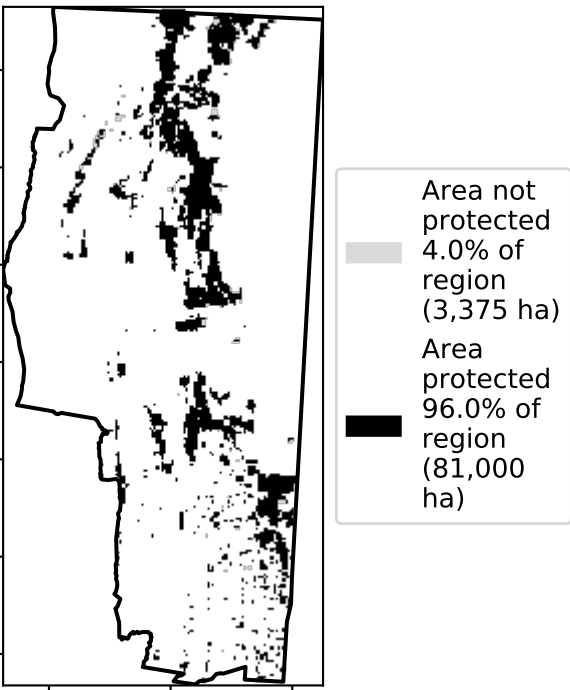 Area not
protected
4.0% of
region
(3,375 ha)
Area
protected
96.0% of
region
(81,000
ha)